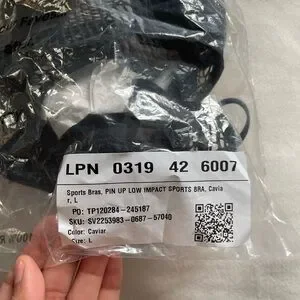 LPN 0319 42 6007
Sports Bras, PIN UP LOW IMPACT SPORTS BRA, Cavia
r, L
PO: TP120284-245187
SKU: SV2253983-0687-57040
Color: Caviar
Size: L